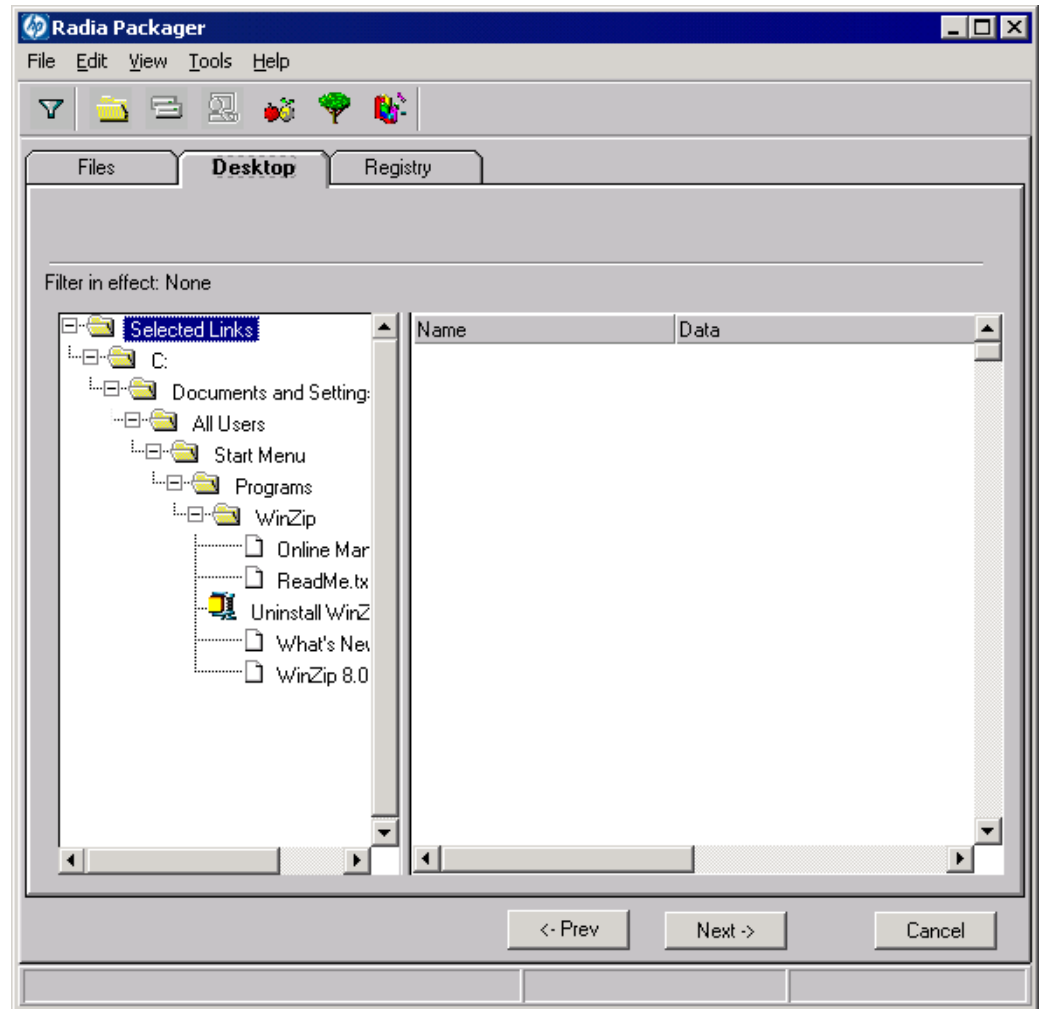 Radia Packager
File Edit View Tools Help
Files Desktop Registry
Filter in effect: None
Selected Links
Name Data
C:
Documents and Setting
All Users
Start Menu
Programs
WinZip
Online Mar
ReadMe.tx
Uninstall WinZ
What's Nev
WinZip 8.0
<- Prev Next -> Cancel